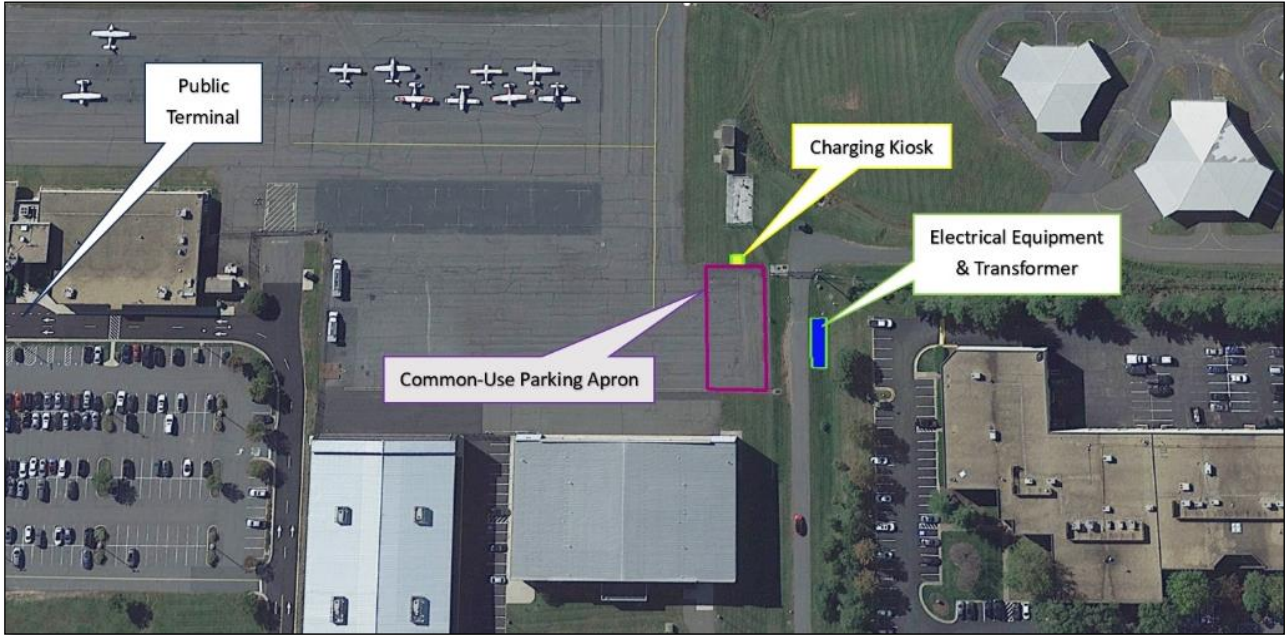 Public
Terminal
Charging Kiosk
Electrical Equipment
& Transformer
Common-Use Parking Apron